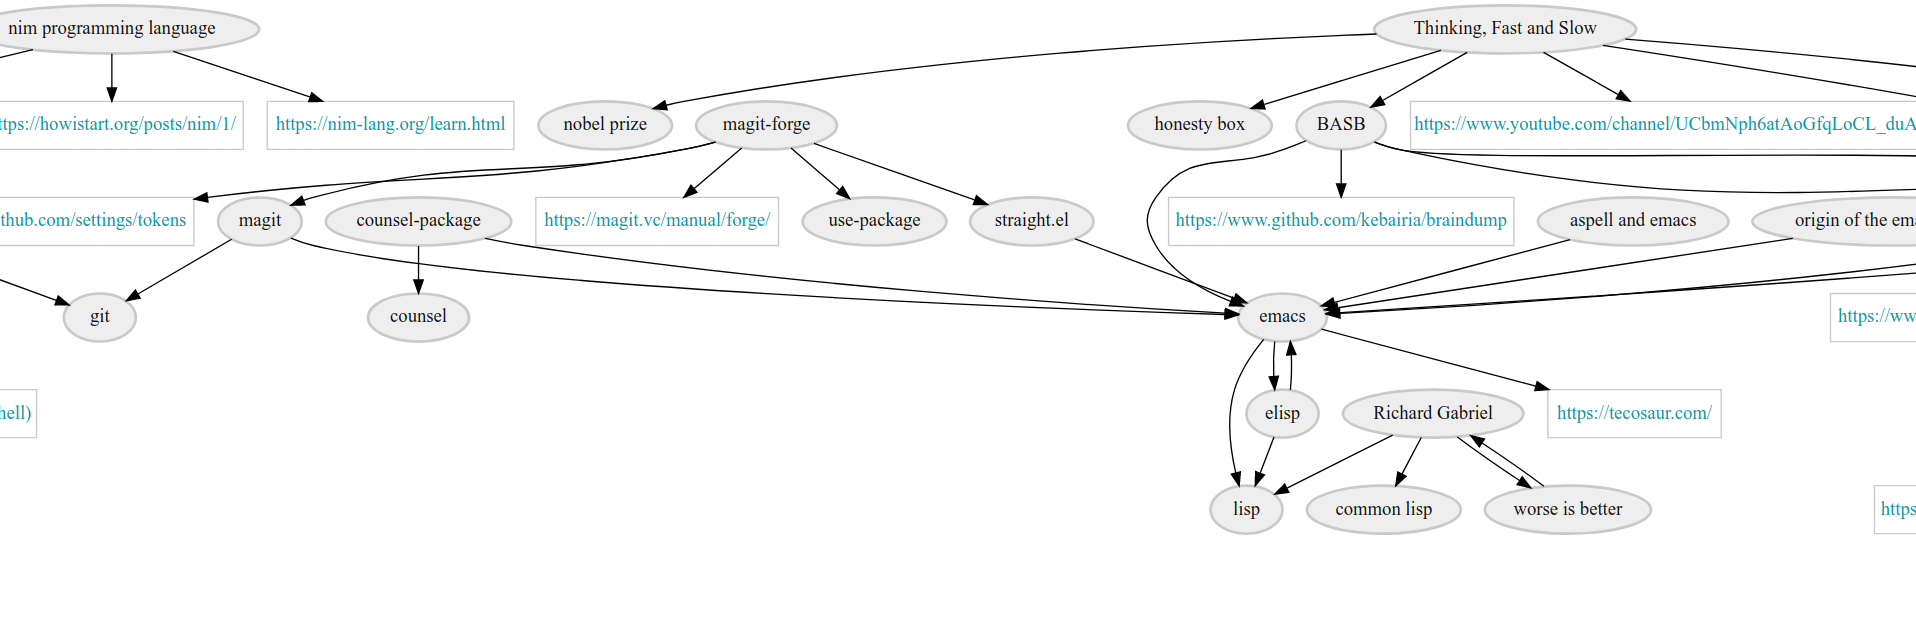 nim programming language
Thinking, Fast and Slow
ttps://howistart.org/posts/nim/1/
https://nim-lang.org/learn.html
nobel prize
magit-forge
honesty box
BASB
https://www.youtube.com/channel/UCbmNph6atAoGfqLoCL_duA
thub.com/settings/tokens
magit
counsel-package
https://magit.vc/manual/forge/
use-package
straight.el
https://www.github.com/kebairia/braindump
aspell and emacs
origin of the ema
git
counsel
emacs
https://ww
hell)
elisp
Richard Gabriel
https://tecosaur.com/
lisp
common lisp
worse is better
https